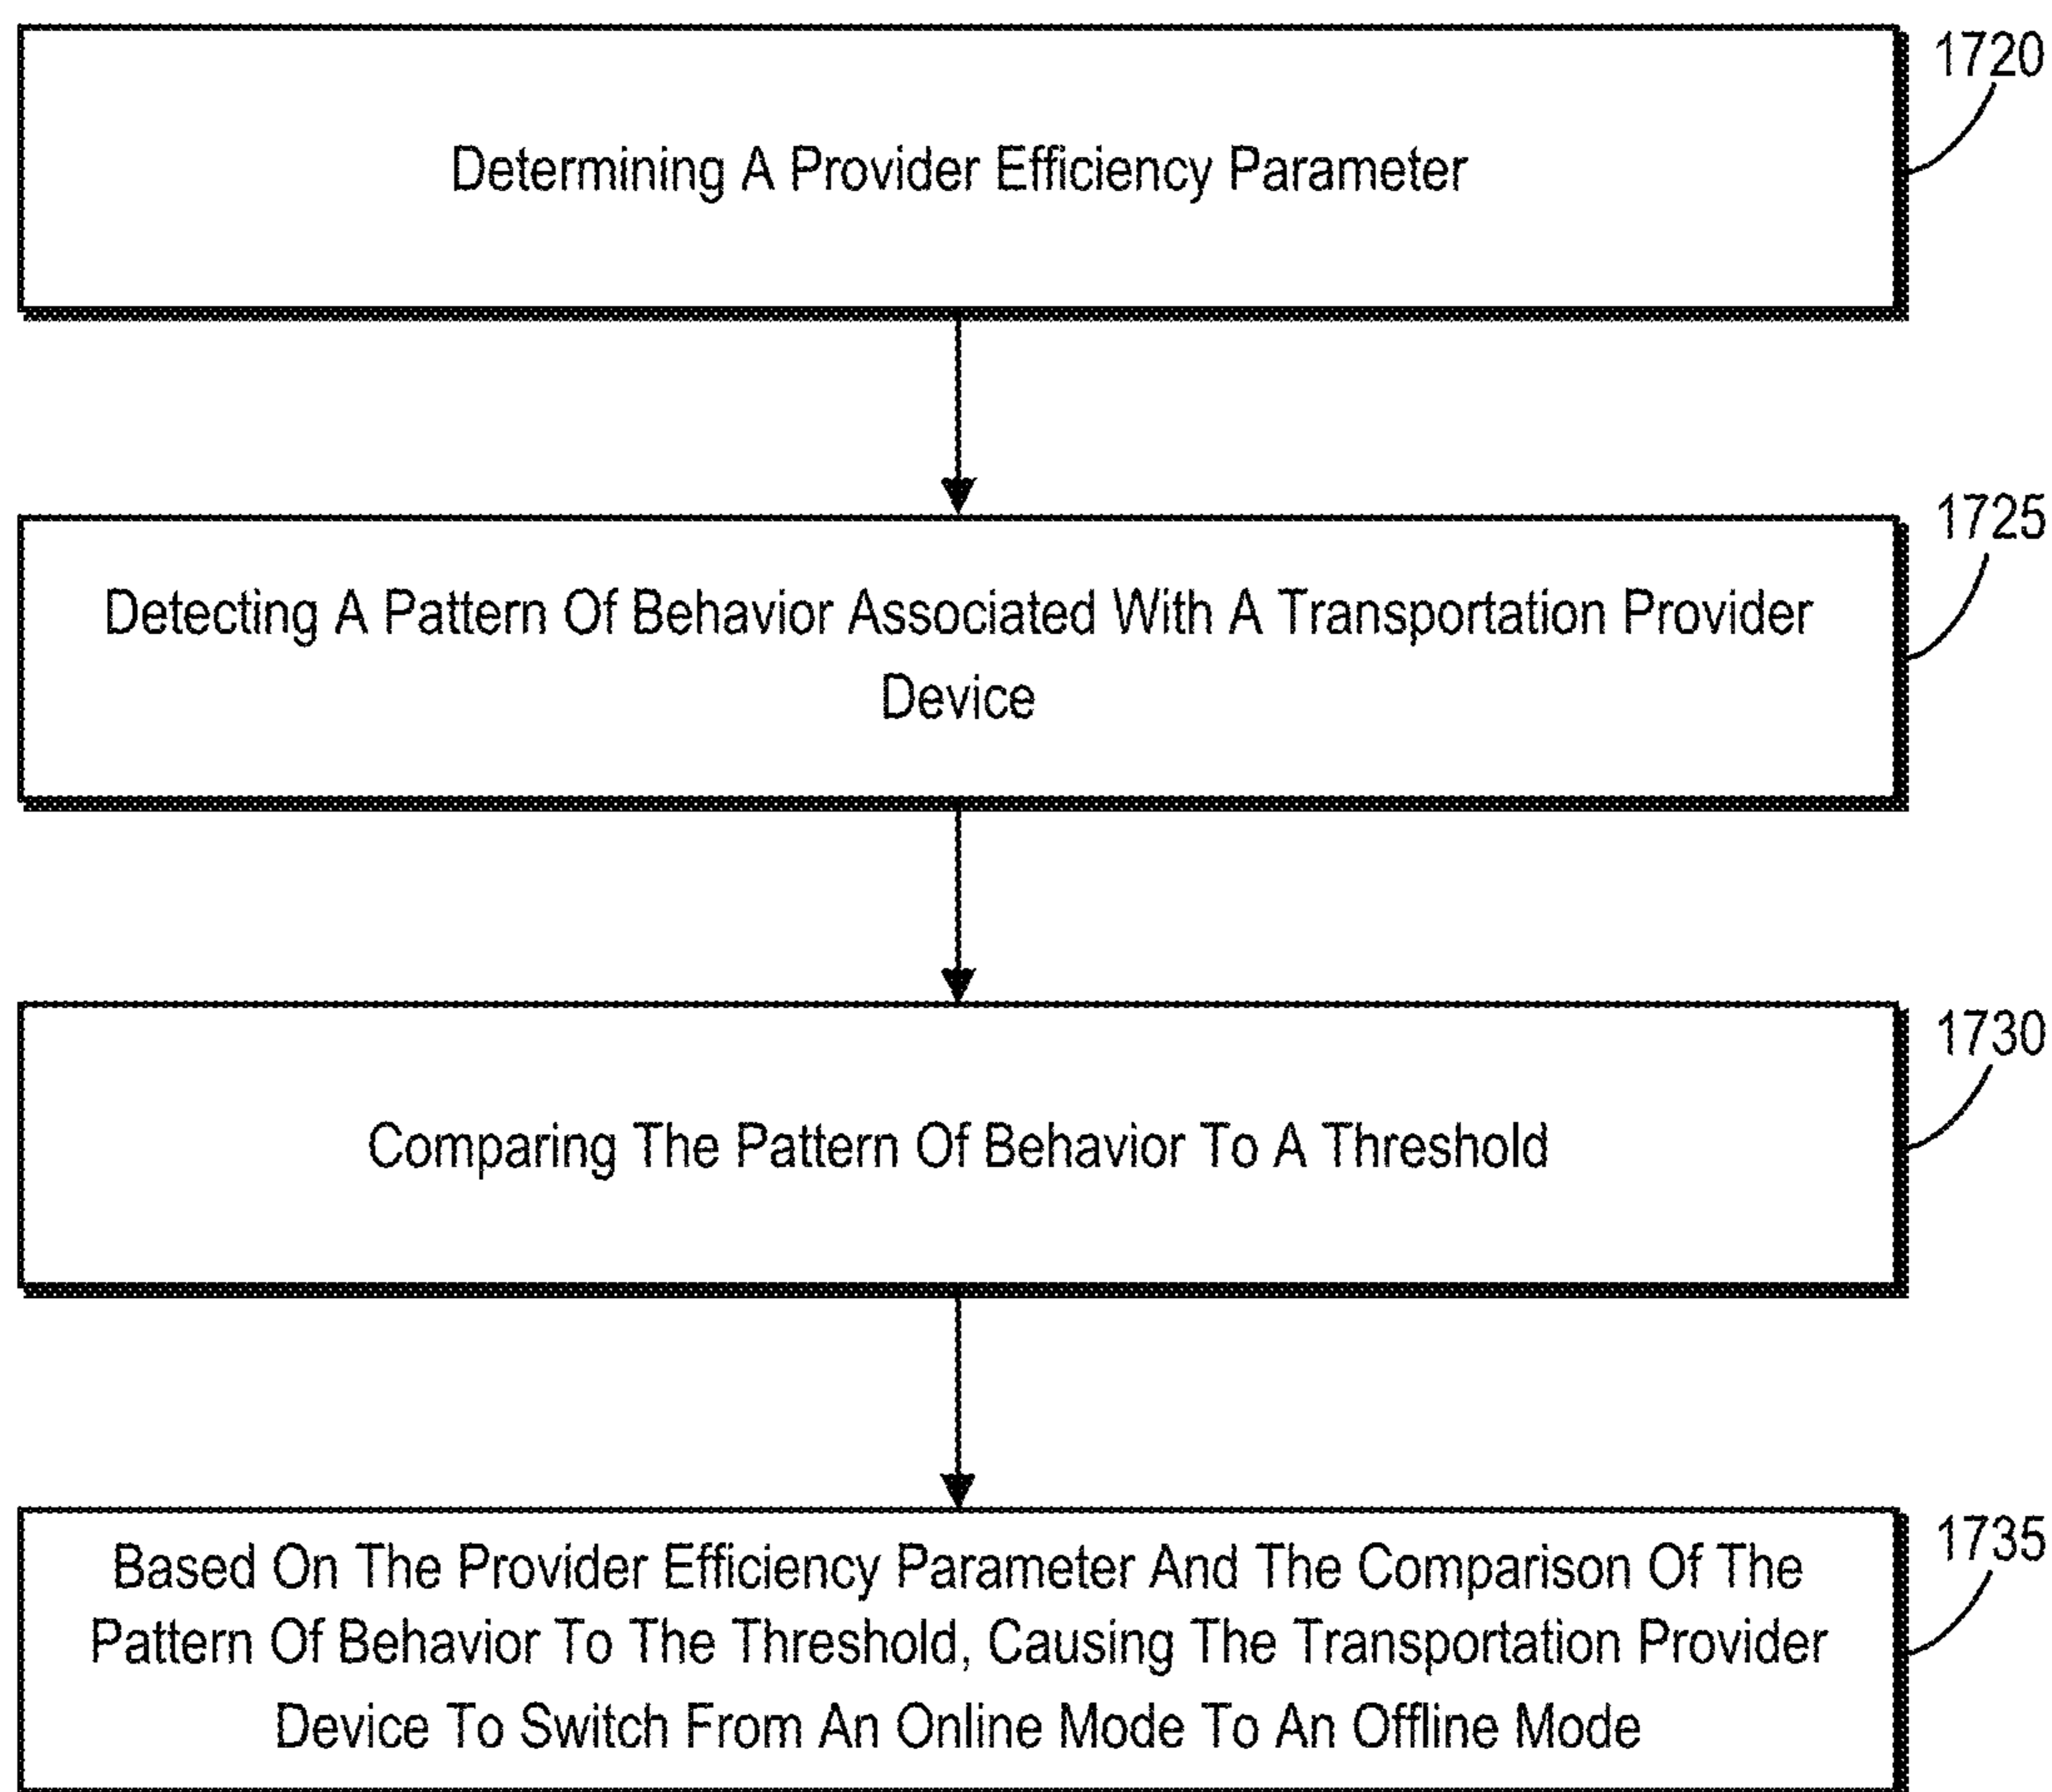 1720
Determining A Provider Efficiency Parameter
1725
Detecting A Pattern Of Behavior Associated With A Transportation Provider
Device
1730
Comparing The Pattern Of Behavior To A Threshold
1735
Based On The Provider Efficiency Parameter And The Comparison Of The
Pattern Of Behavior To The Threshold, Causing The Transportation Provider
Device To Switch From An Online Mode To An Offline Mode